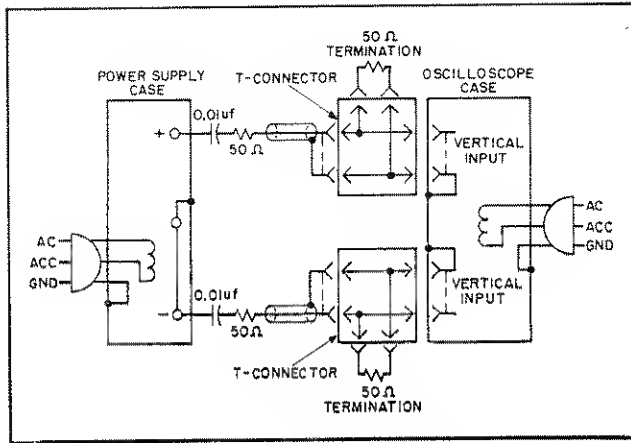 50 Ω
TERMINATION
T-CONNECTOR
POWER SUPPLY
CASE
OSCILLOSCOPE
CASE
0.01uf
+
50 Ω
VERTICAL
INPUT
AC
ACC
GND
AC
ACC
GND
0.01uf
−
50 Ω
VERTICAL
INPUT
T-CONNECTOR
50 Ω
TERMINATION